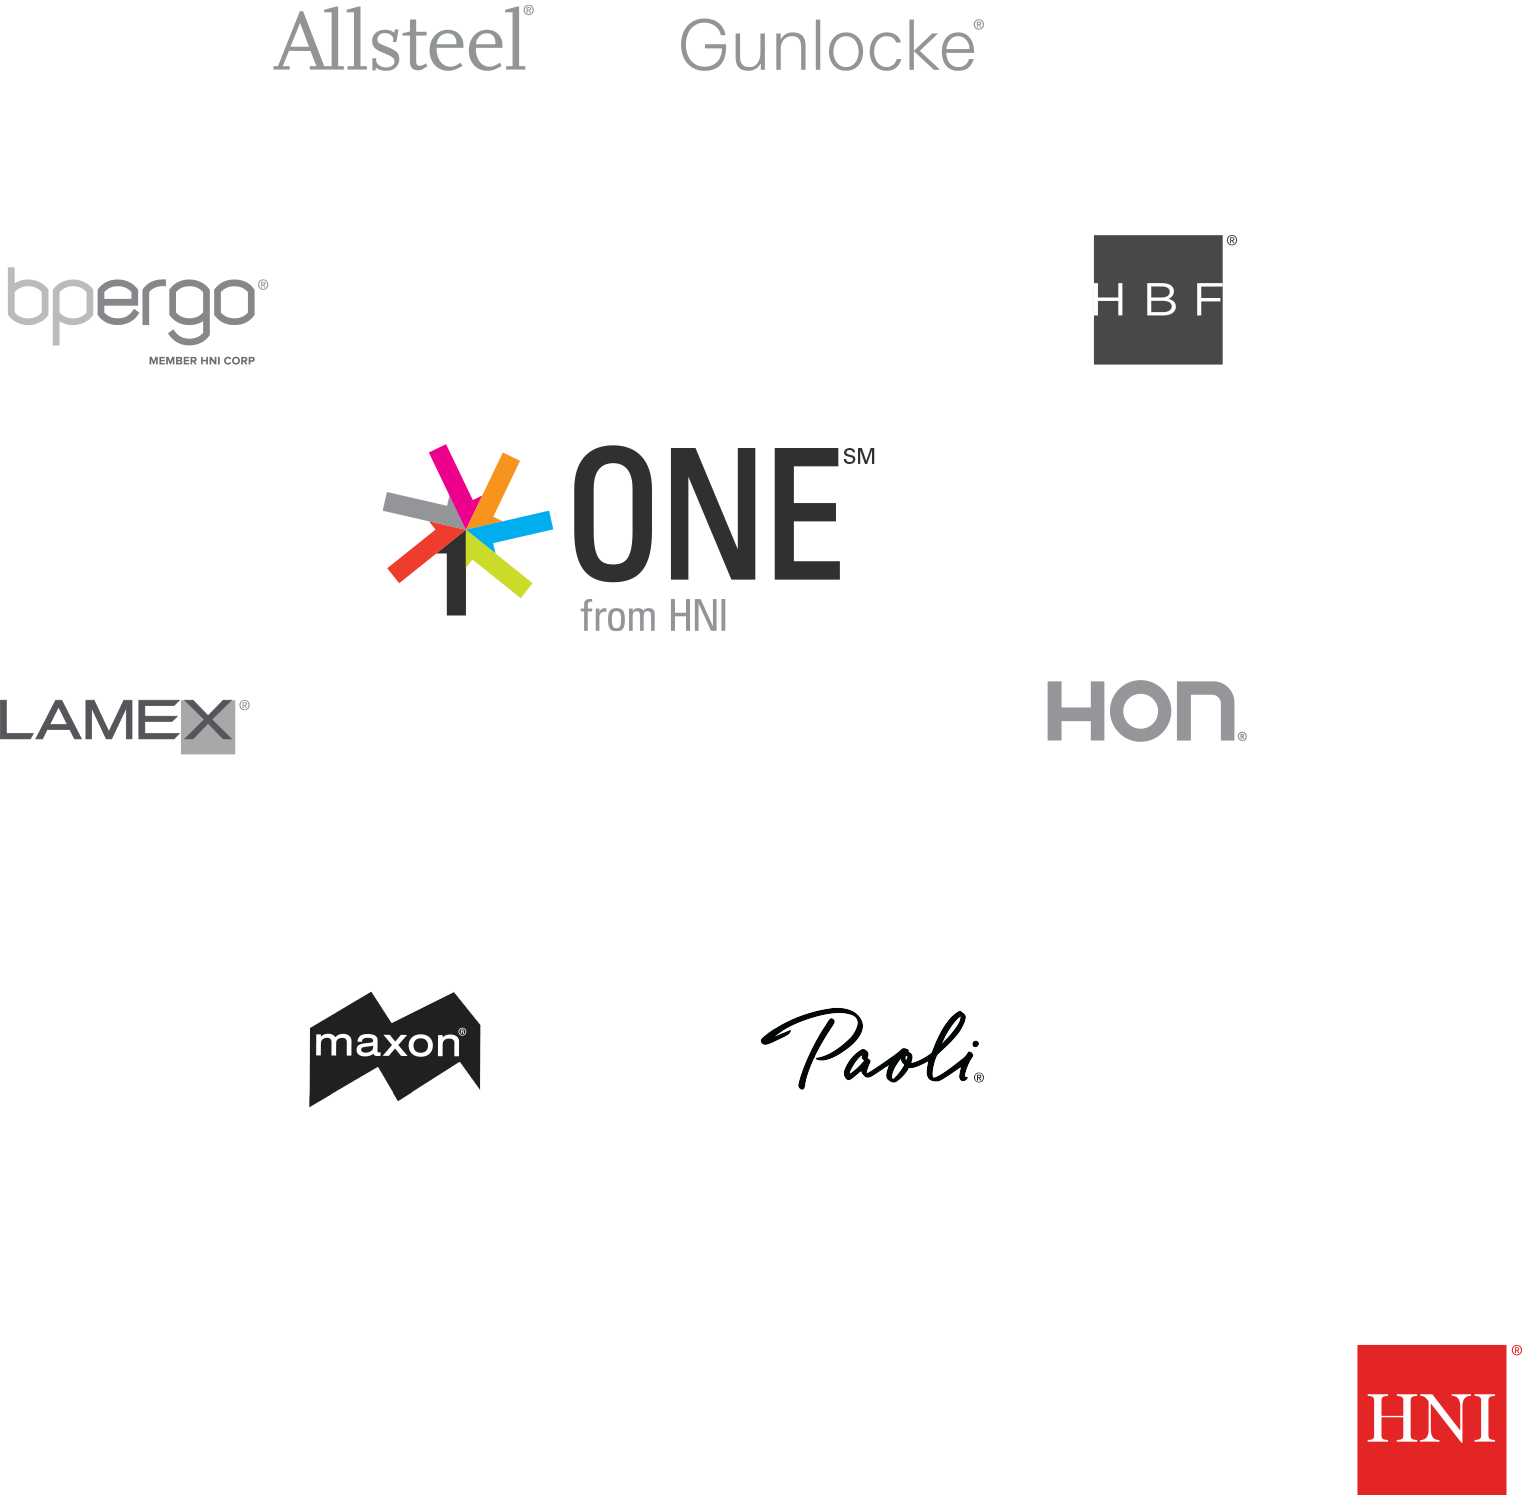 Allsteel®
Gunlocke®
bpergo®
MEMBER HNI CORP
HBF®
ONE℠
from HNI
LAMEX®
HON®
maxon®
Paoli®
HNI®